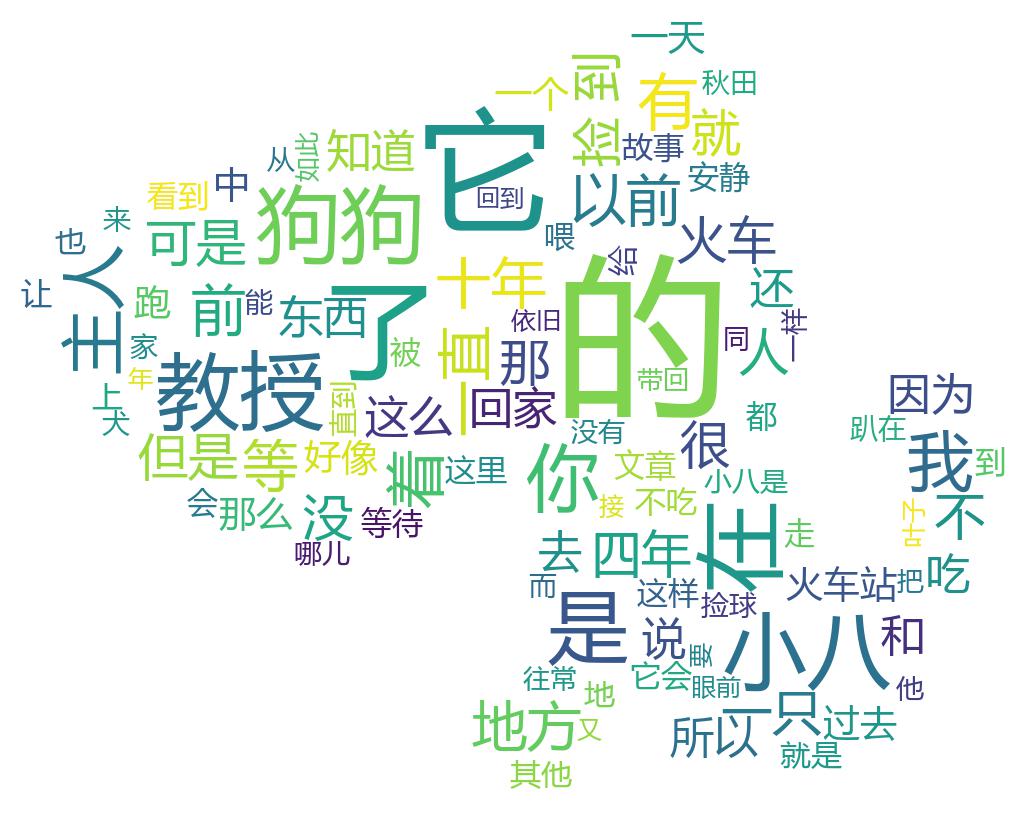 一天
一个
到
有
秋田
捡
就
从
如此
知道
它
故事
安静
看到
中
狗狗
回到
以前
来
也
可是
喂
给
火车
让
主人
跑
前
能
东西
了
十年
依旧
的
还
一样
同
人
家
被
一直
那
带回
年
教授
直到
这么
回家
没有
都
因为
上
犬
趴在
但是
等
好像
着
这里
你
文章
很
小八是
我
到
会
那么
没
等待
接
不吃
叶子
不
哪儿
去
四年
在
走
而
这样
捡球
火车站
把
吃
是
说
要
小八
和
往常
它会
眼前
他
地
地方
又
所以
一只
过去
就是
其他